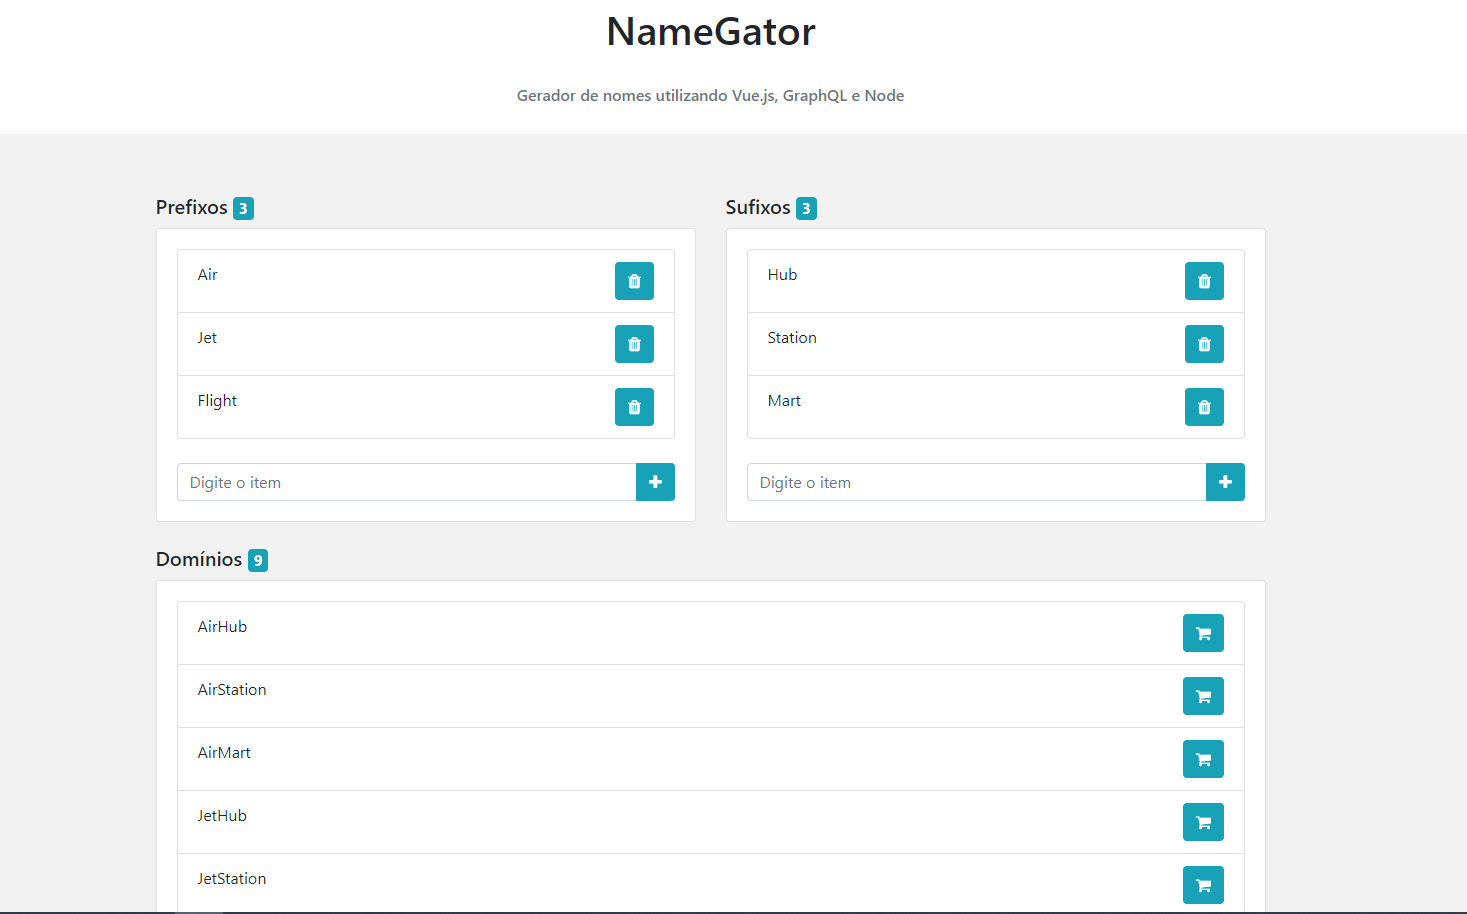 NameGator
Gerador de nomes utilizando Vue.js, GraphQL e Node
Prefixos 3
Air
Jet
Flight
Digite o item
Sufixos 3
Hub
Station
Mart
Digite o item
Domínios 9
AirHub
AirStation
AirMart
JetHub
JetStation